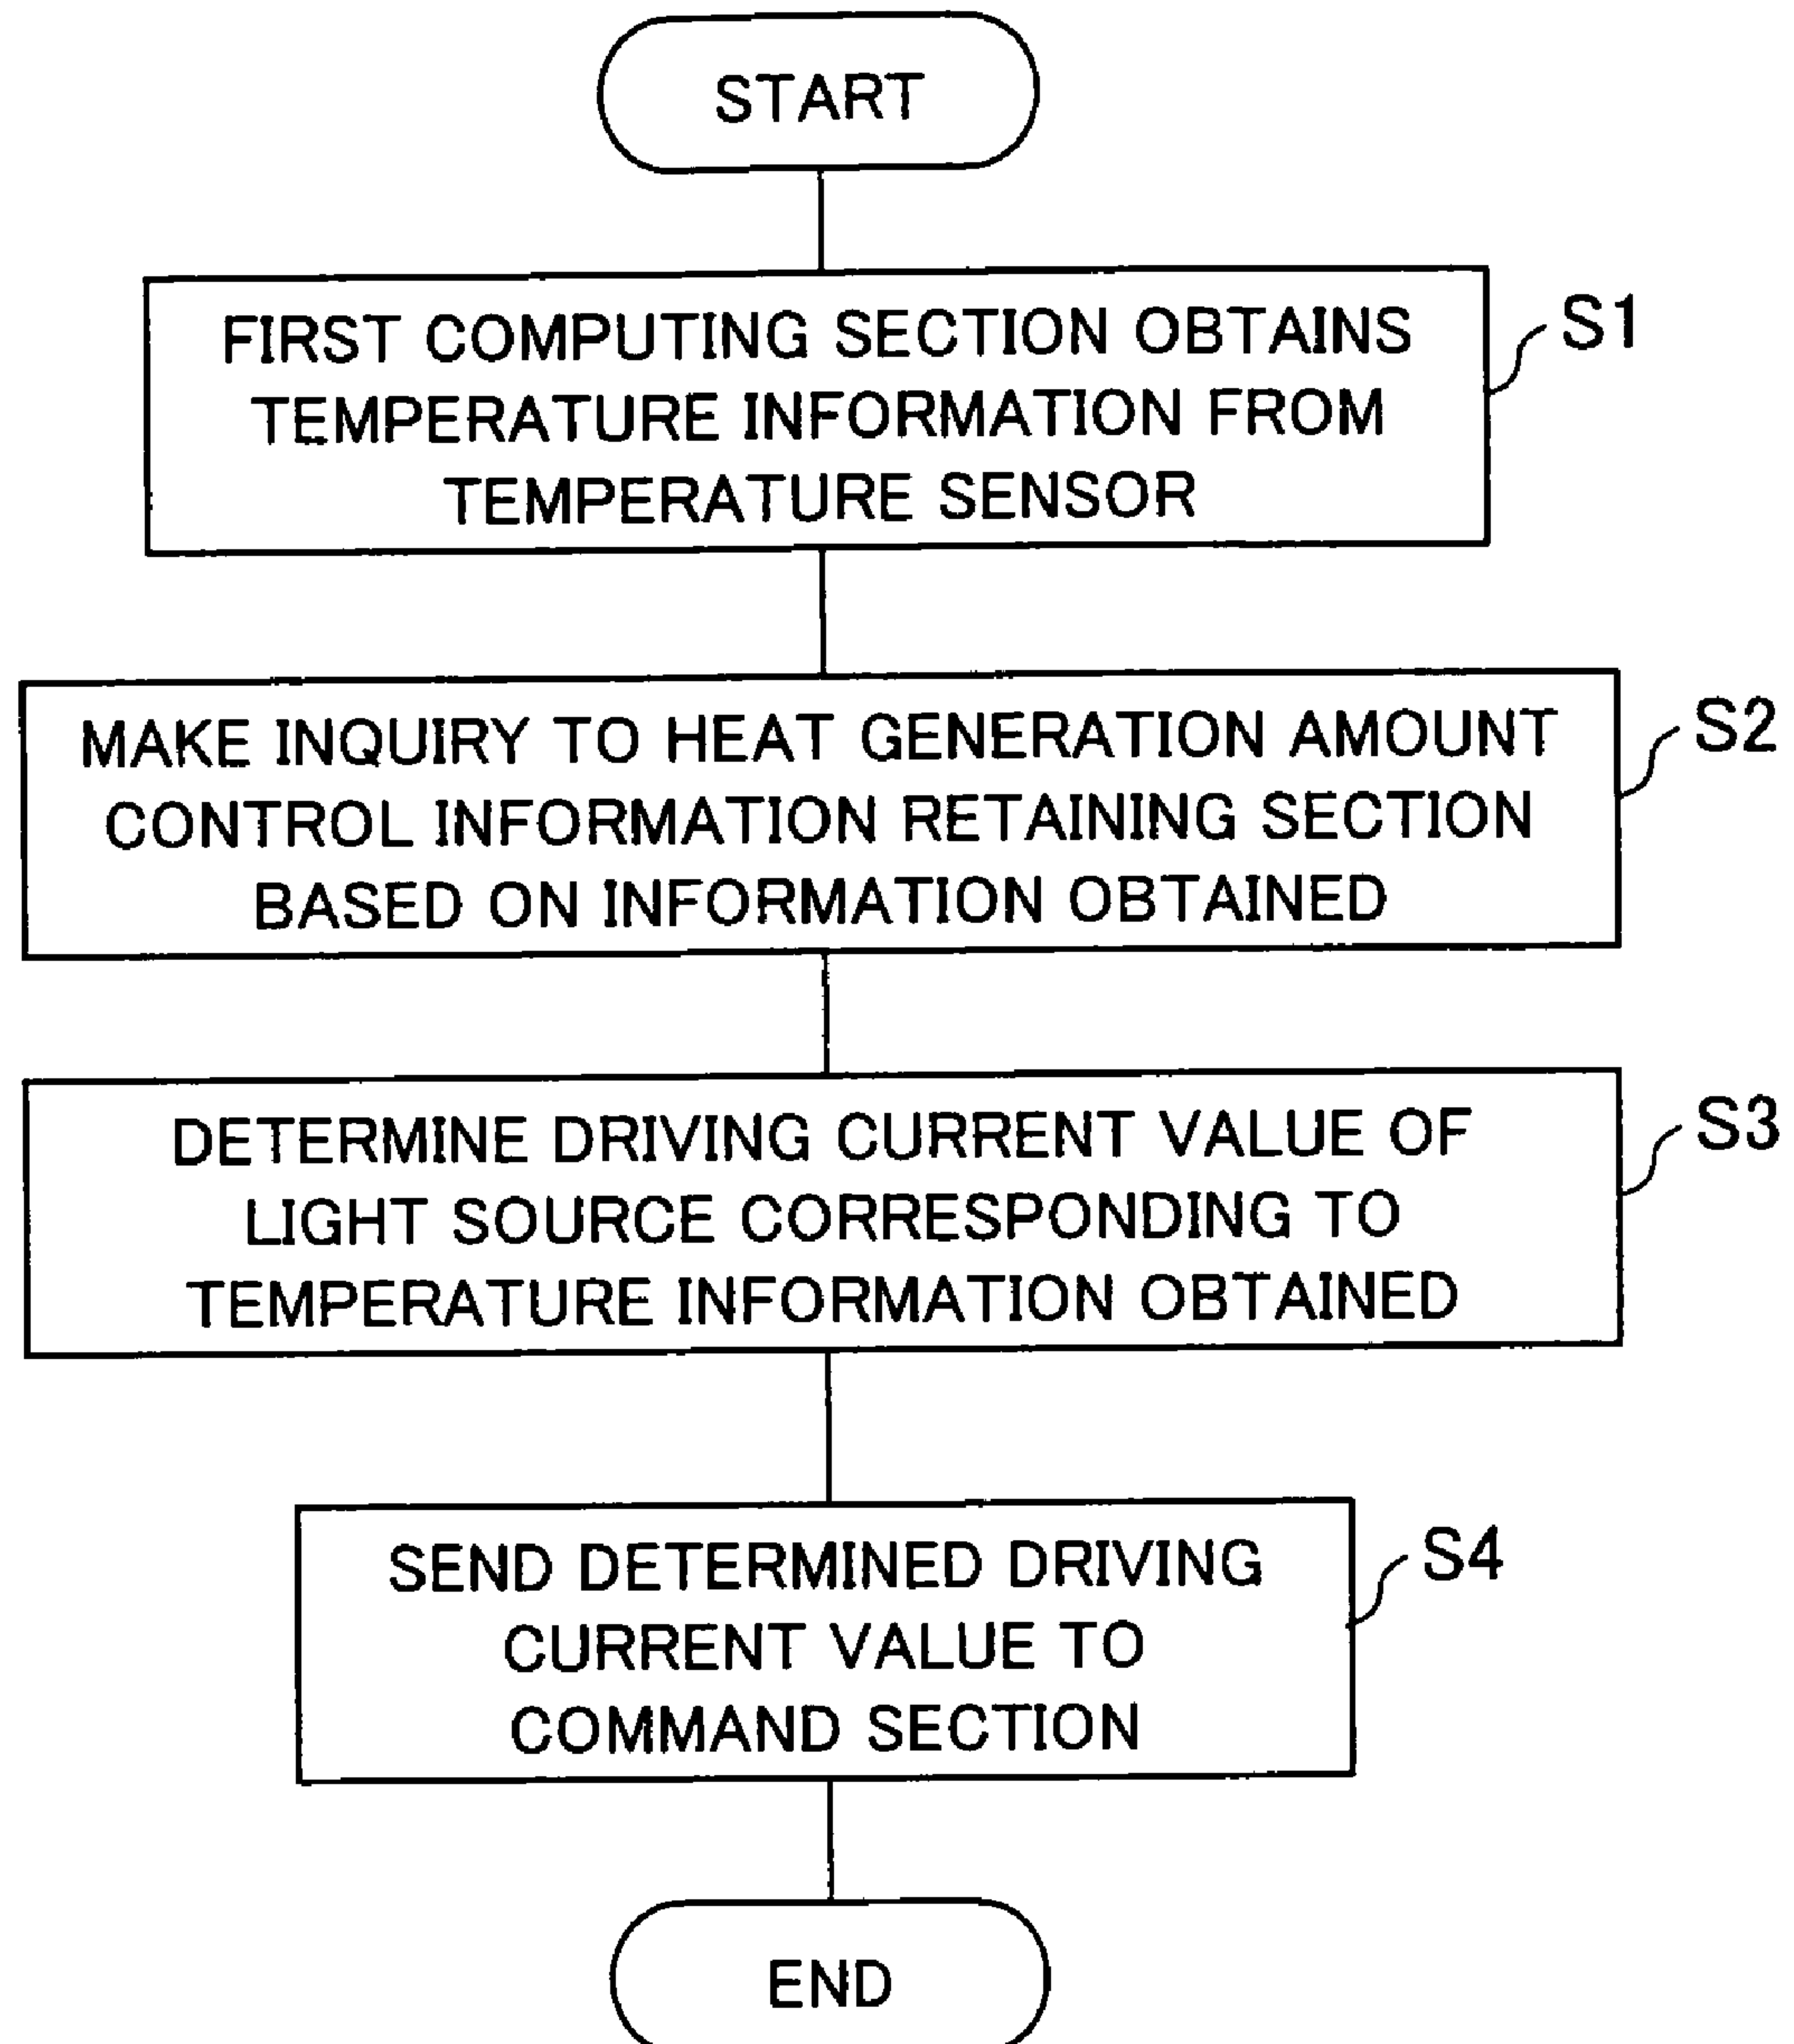 START
FIRST COMPUTING SECTION OBTAINS
TEMPERATURE INFORMATION FROM
TEMPERATURE SENSOR
S1
MAKE INQUIRY TO HEAT GENERATION AMOUNT
CONTROL INFORMATION RETAINING SECTION
BASED ON INFORMATION OBTAINED
S2
DETERMINE DRIVING CURRENT VALUE OF
LIGHT SOURCE CORRESPONDING TO
TEMPERATURE INFORMATION OBTAINED
S3
SEND DETERMINED DRIVING
CURRENT VALUE TO
COMMAND SECTION
S4
END